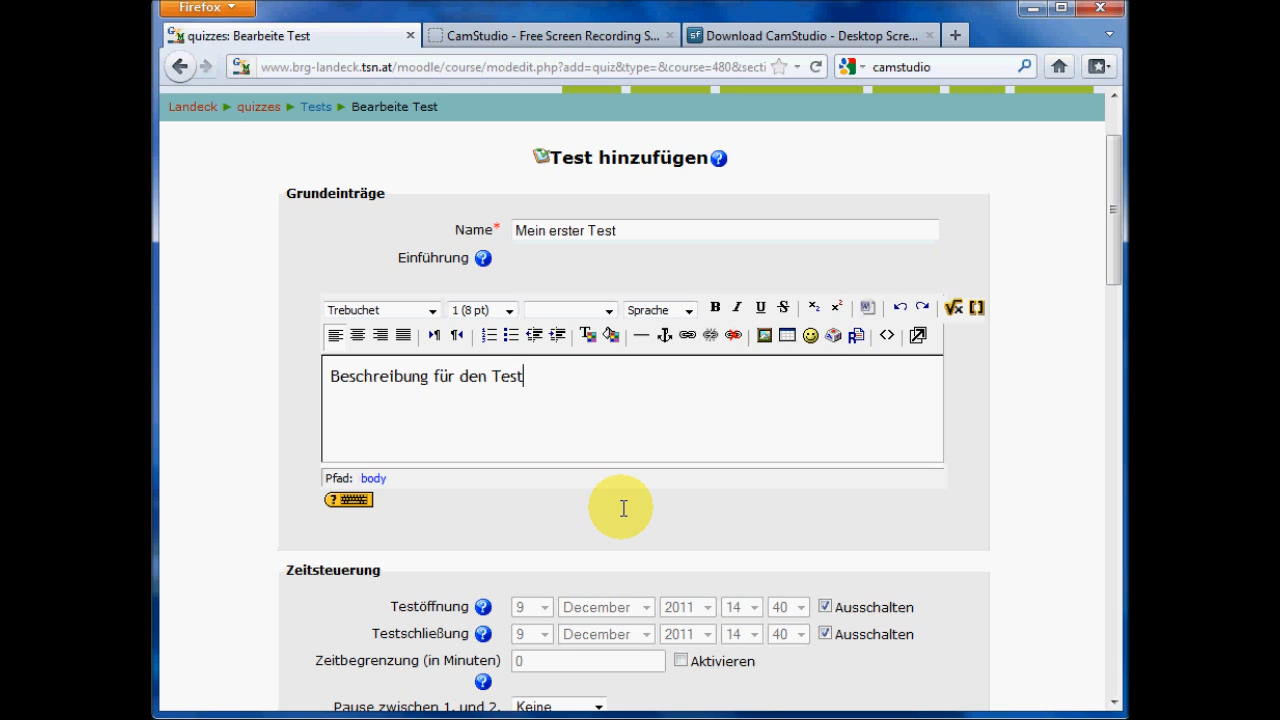 Firefox
quizzes: Bearbeite Test
CamStudio - Free Screen Recording S...
Download CamStudio - Desktop Scre...
www.brg-landeck.tsn.at/moodle/course/modedit.php?add=quiz&type=&course=480&secti
camstudio
Landeck ► quizzes ► Tests ► Bearbeite Test
Test hinzufügen
Grundeinträge
Name* Mein erster Test
Einführung
Trebuchet 1 (8 pt) Sprache
Beschreibung für den Test
Pfad: body
Zeitsteuerung
Testöffnung 9 December 2011 14 40 Ausschalten
Testschließung 9 December 2011 14 40 Ausschalten
Zeitbegrenzung (in Minuten) 0 Aktivieren
Pause zwischen 1. und 2. Keine